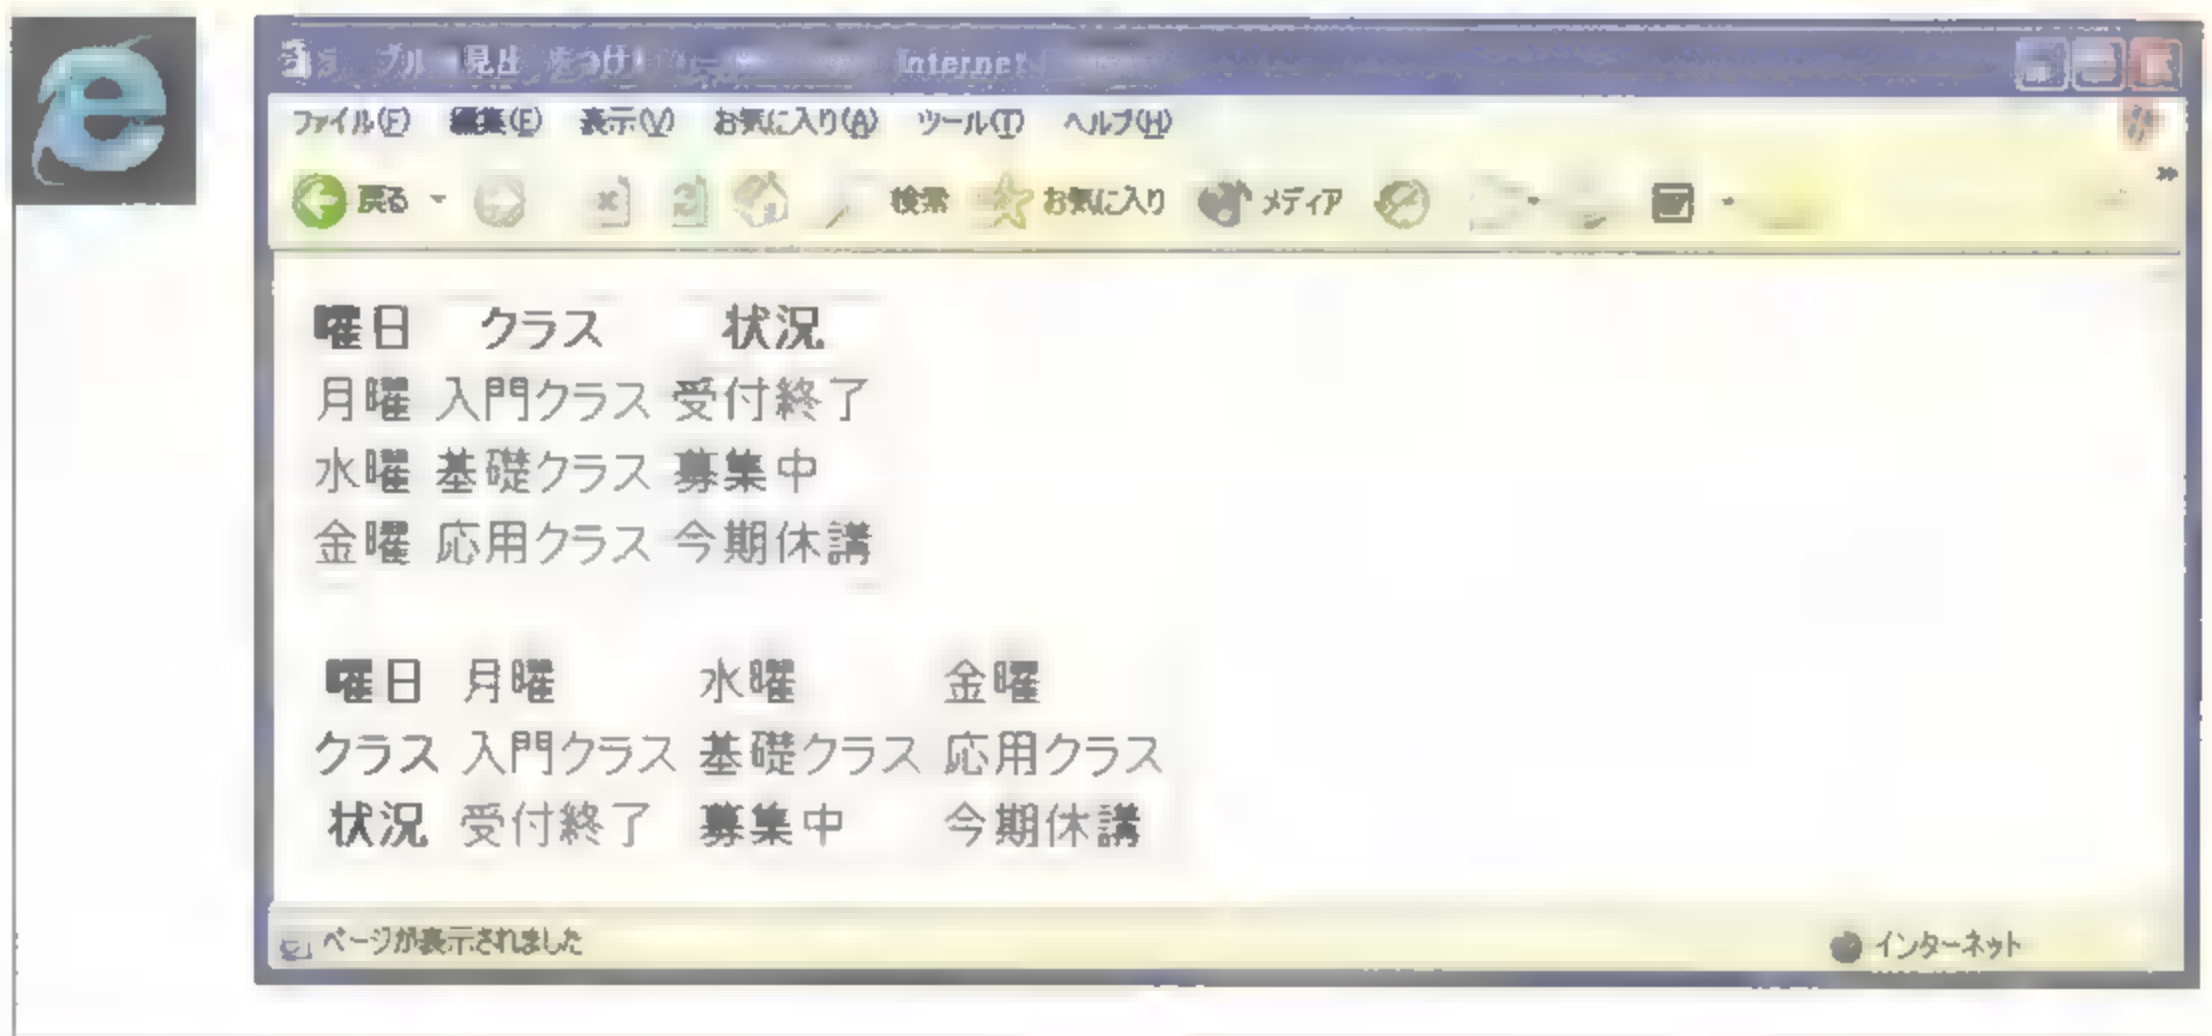 見出 をつけ Internet
ファイル(F) 編集(E) 表示(V) お気に入り(A) ツール(T) ヘルプ(H)
戻る 検索 お気に入り メディア
曜日 クラス 状況
月曜 入門クラス 受付終了
水曜 基礎クラス 募集中
金曜 応用クラス 今期休講
曜日 月曜 水曜 金曜
クラス 入門クラス 基礎クラス 応用クラス
状況 受付終了 募集中 今期休講
ページが表示されました インターネット